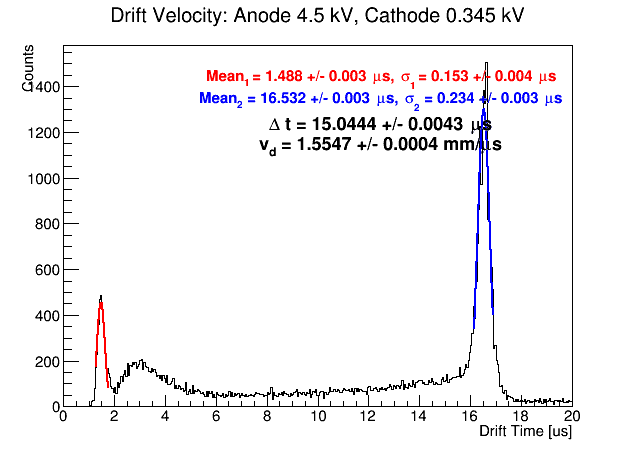 Drift Velocity: Anode 4.5 kV, Cathode 0.345 kV
Counts
Mean1 = 1.488 +/- 0.003 μs, σ1 = 0.153 +/- 0.004 μs
Mean2 = 16.532 +/- 0.003 μs, σ2 = 0.234 +/- 0.003 μs
Δ t = 15.0444 +/- 0.0043 μs
vd = 1.5547 +/- 0.0004 mm/μs
1400
1200
1000
800
600
400
200
0
0 2 4 6 8 10 12 14 16 18 20
Drift Time [us]